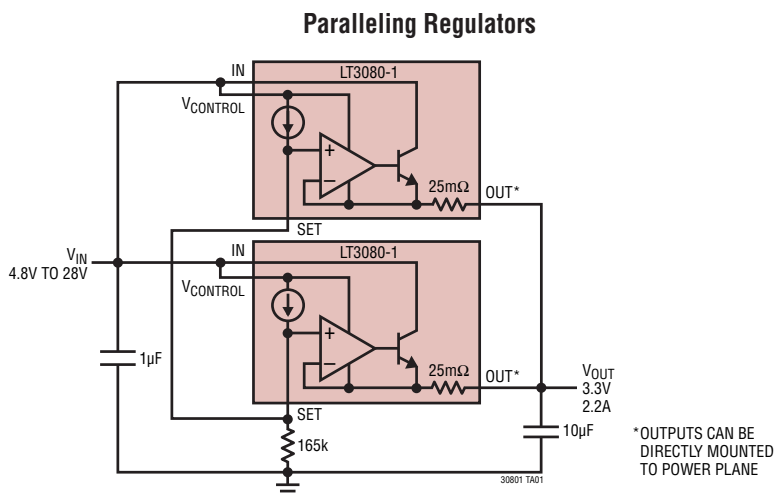 Paralleling Regulators
IN
LT3080-1
VCONTROL
+
–
25mΩ
OUT*
SET
VIN
4.8V TO 28V
IN
LT3080-1
VCONTROL
+
–
25mΩ
OUT*
1µF
SET
165k
VOUT
3.3V
2.2A
10µF
*OUTPUTS CAN BE
DIRECTLY MOUNTED
TO POWER PLANE
30801 TA01